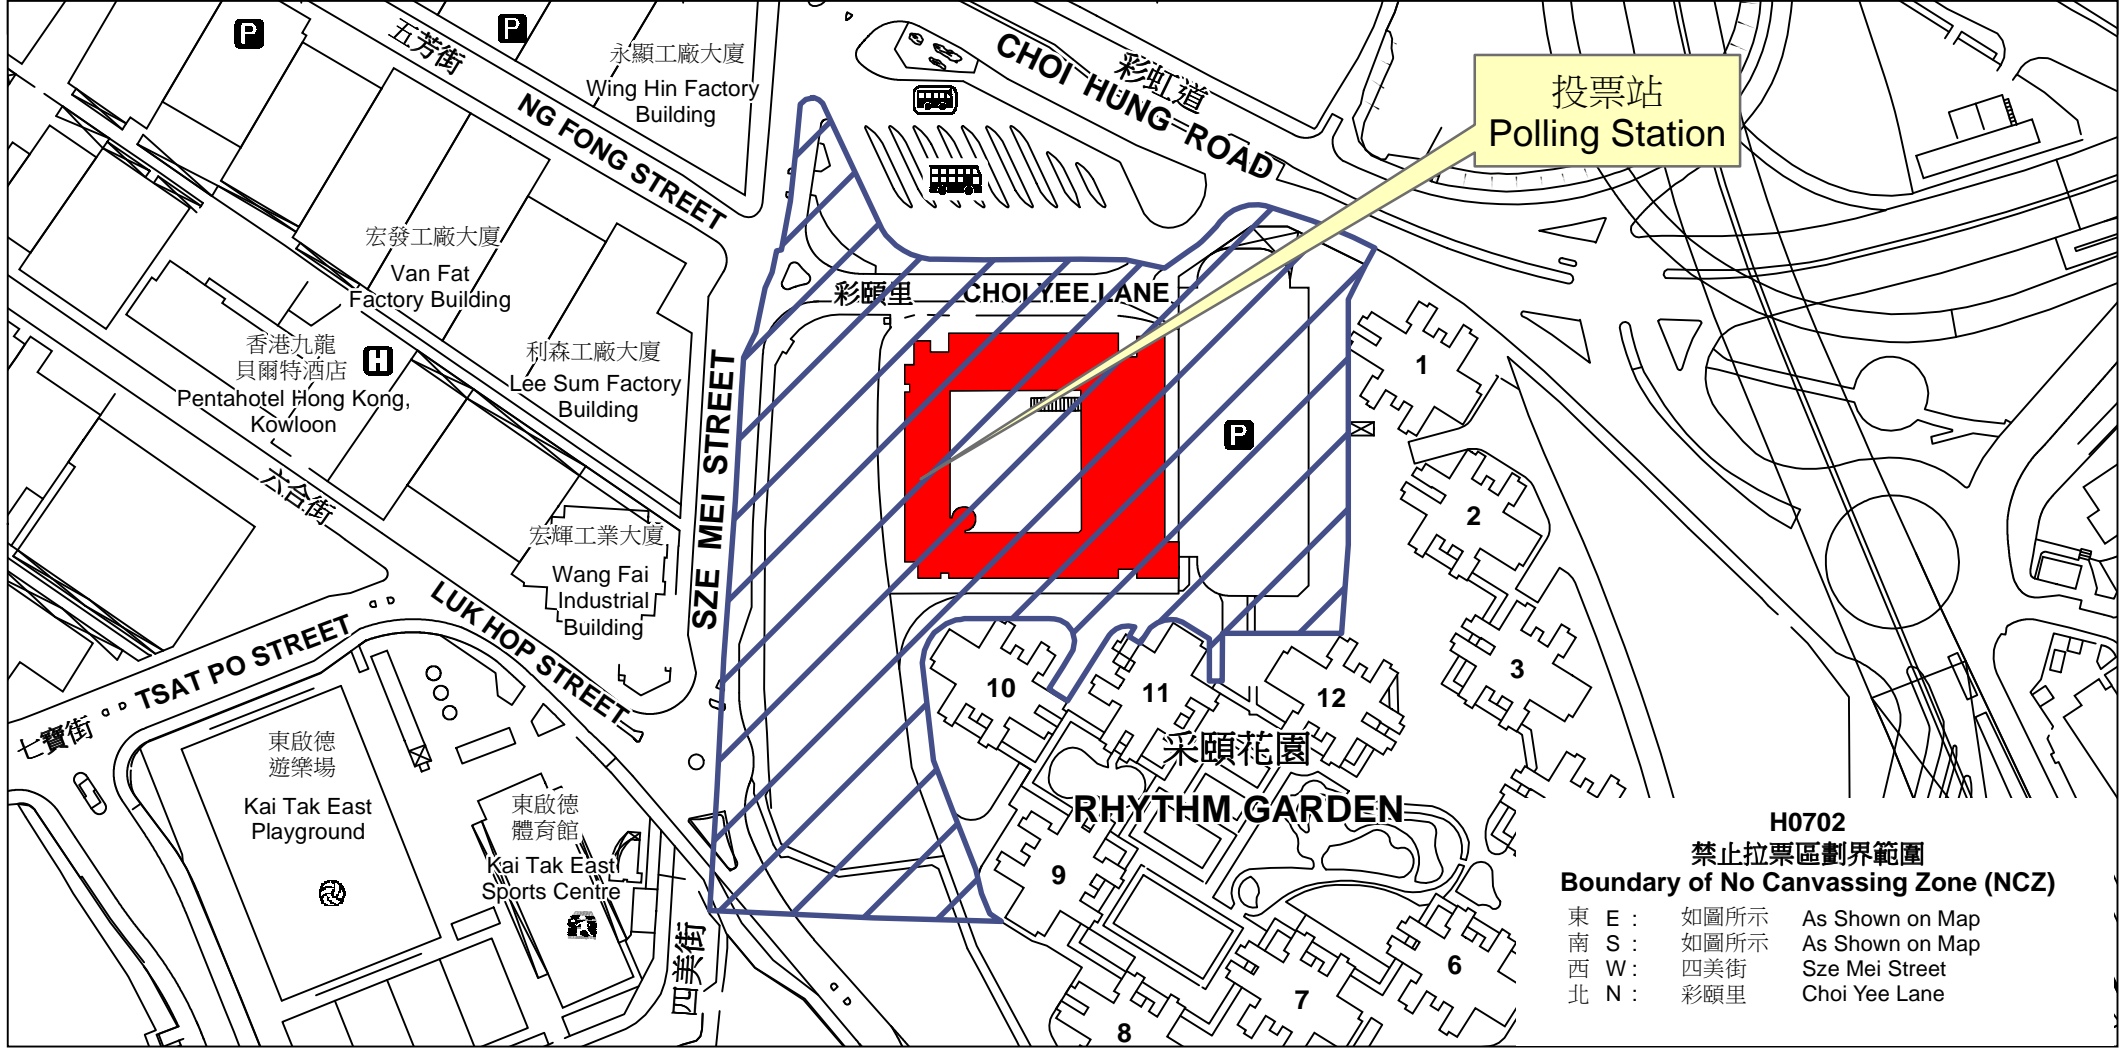 P
P
五芳街
永顯工廠大廈
Wing Hin Factory
Building
NG FONG STREET
CHOI HUNG ROAD
彩虹道
投票站
Polling Station
宏發工廠大廈
Van Fat
Factory Building
彩頤里
CHOI YEE LANE
香港九龍
貝爾特酒店
H
Pentahotel Hong Kong,
Kowloon
利森工廠大廈
Lee Sum Factory
Building
SZE MEI STREET
P
1
2
3
六合街
宏輝工業大廈
Wang Fai
Industrial
Building
LUK HOP STREET
TSAT PO STREET
七寶街
東啟德
遊樂場
Kai Tak East
Playground
東啟德
體育館
Kai Tak East
Sports Centre
四美街
10
11
12
采頤花園
RHYTHM GARDEN
9
8
7
6
H0702
禁止拉票區劃界範圍
Boundary of No Canvassing Zone (NCZ)
東 E : 如圖所示 As Shown on Map
南 S : 如圖所示 As Shown on Map
西 W : 四美街 Sze Mei Street
北 N : 彩頤里 Choi Yee Lane